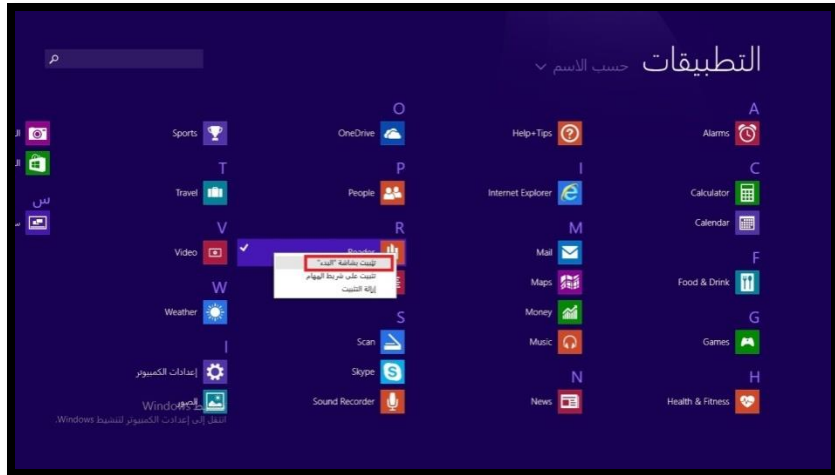 التطبيقات حسب الاسم
A
Alarms
C
Calculator
Calendar
F
Food & Drink
G
Games
H
Health & Fitness
Help+Tips
I
Internet Explorer
M
Mail
Maps
Money
Music
N
News
O
OneDrive
P
People
R
Reader
تثبيت بشاشة "البدء"
تثبيت على شريط المهام
إزالة التثبيت
S
Scan
Skype
Sound Recorder
Sports
T
Travel
V
Video
W
Weather
إعدادات الكمبيوتر
الصور
Windows
انتقل إلى إعدادت الكمبيوتر لتنشيط Windows.
س